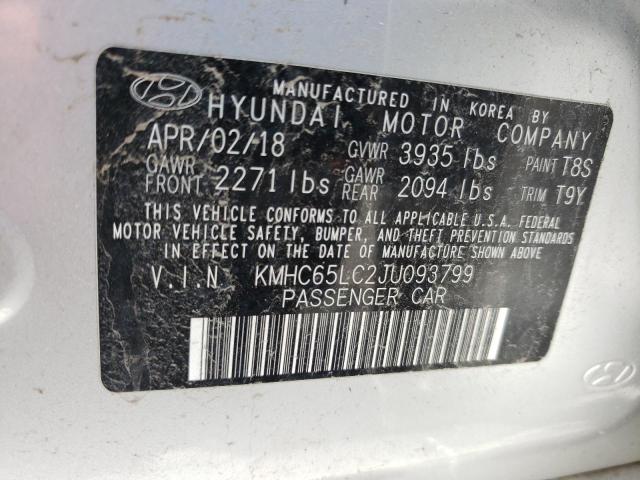 MANUFACTURED IN KOREA BY
HYUNDAI MOTOR COMPANY
APR/02/18 GVWR 3935 lbs PAINT T8S
GAWR FRONT 2271 lbs GAWR REAR 2094 lbs TRIM T9Y
THIS VEHICLE CONFORMS TO ALL APPLICABLE U.S.A. FEDERAL
MOTOR VEHICLE SAFETY, BUMPER, AND THEFT PREVENTION STANDARDS
IN EFFECT ON THE DATE OF MANUFACTURE SHOWN ABOVE
V.I.N KMHC65LC2JU093799
PASSENGER CAR